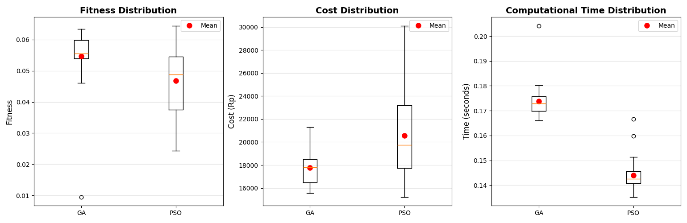 Fitness Distribution
Mean
Fitness
0.06
0.05
0.04
0.03
0.02
0.01
GA
PSO
Cost Distribution
Mean
Cost (Rp)
30000
28000
26000
24000
22000
20000
18000
16000
GA
PSO
Computational Time Distribution
Mean
Time (seconds)
0.20
0.19
0.18
0.17
0.16
0.15
0.14
GA
PSO